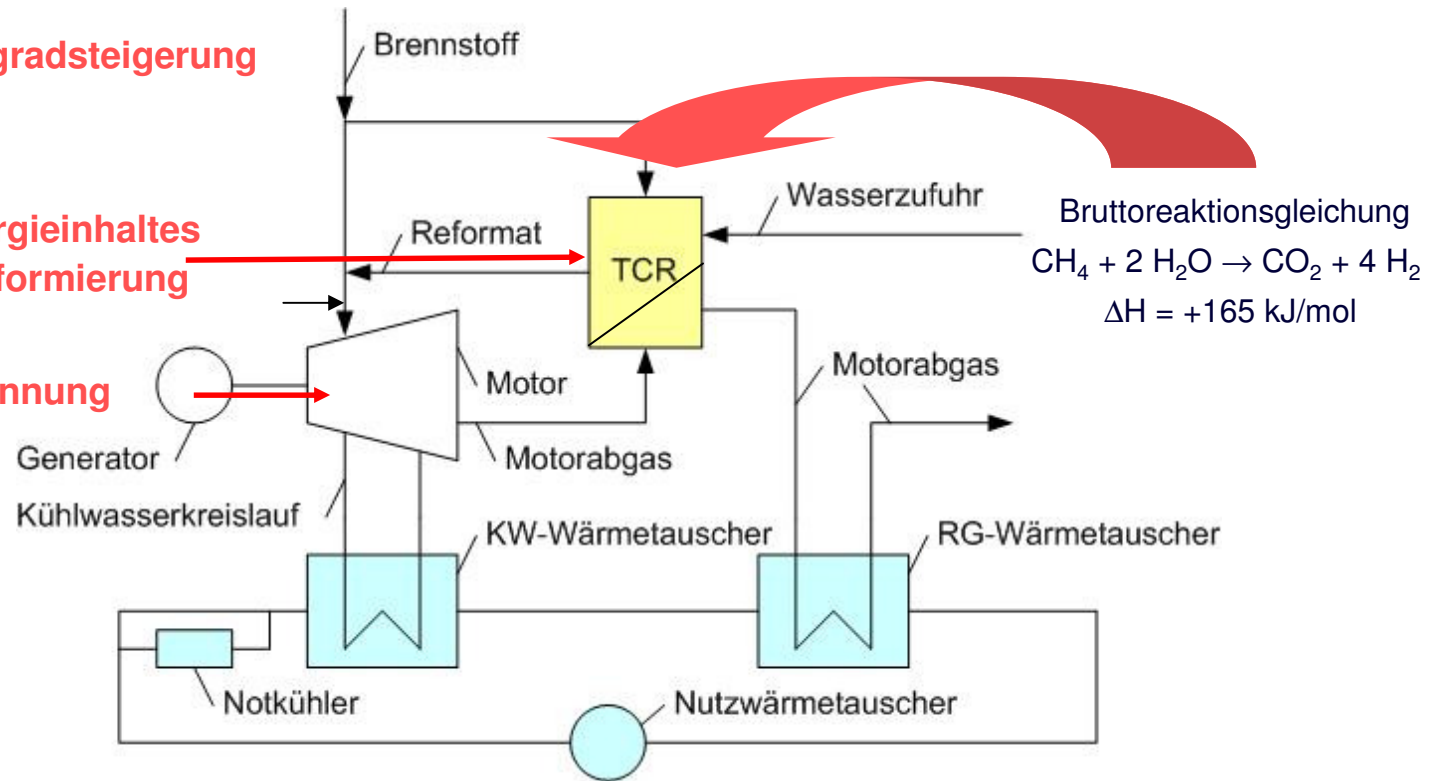 gradsteigerung
Brennstoff
Wasserzufuhr
Bruttoreaktionsgleichung
CH₄ + 2 H₂O → CO₂ + 4 H₂
ΔH = +165 kJ/mol
rgieinhaltes
formierung
Reformat
TCR
nnung
Motor
Motorabgas
Generator
Motorabgas
Kühlwasserkreislauf
KW-Wärmetauscher
RG-Wärmetauscher
Notkühler
Nutzwärmetauscher